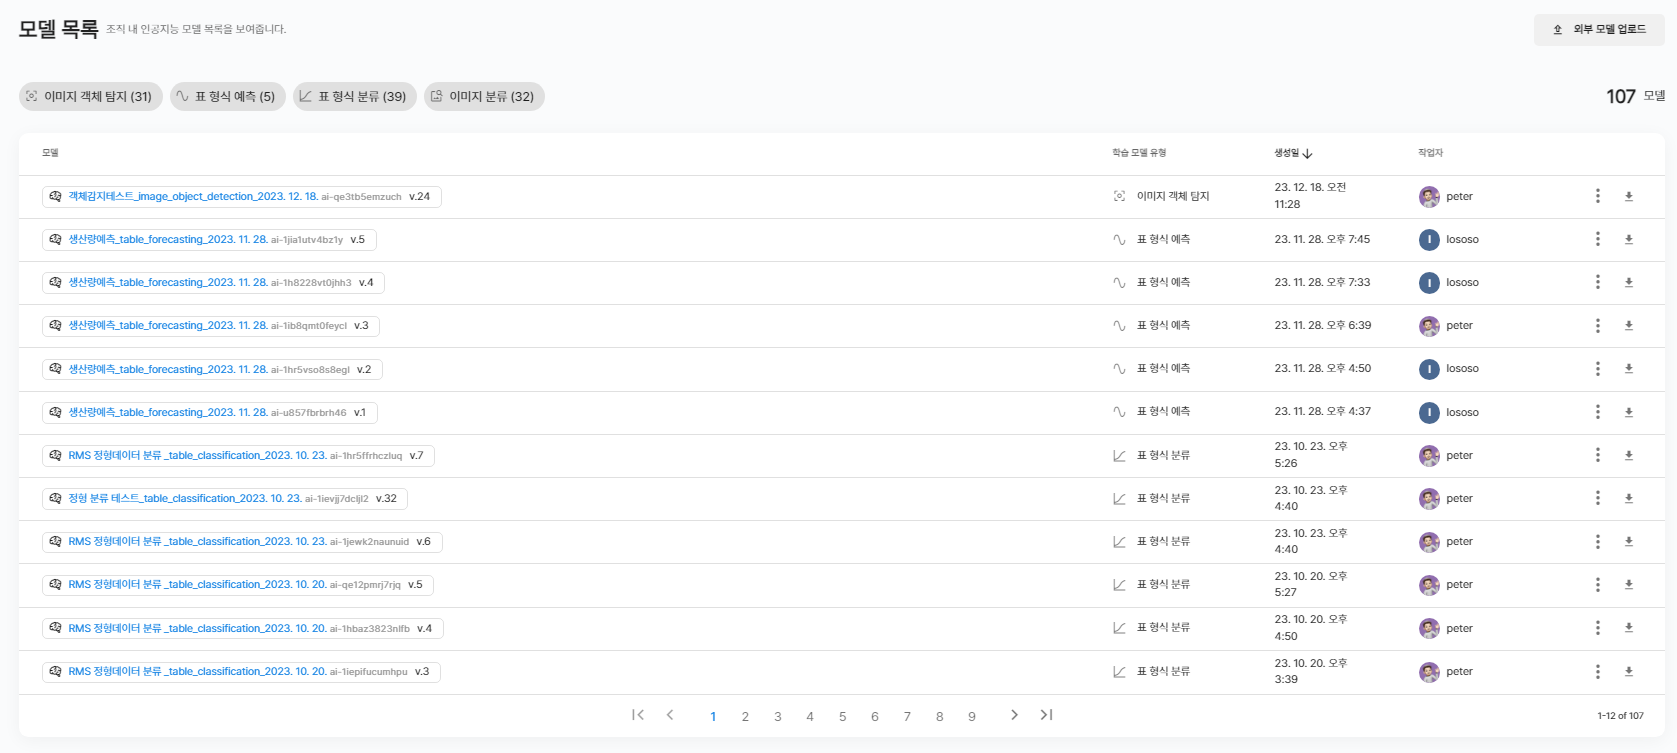 모델 목록 조직 내 인공지능 모델 목록을 보여줍니다.
외부 모델 업로드
이미지 객체 탐지 (31) 표 형식 예측 (5) 표 형식 분류 (39) 이미지 분류 (32)
107 모델
모델 학습 모델 유형 생성일 작업자
객체감지테스트_image_object_detection_2023. 12. 18. ai-qe3tb5emzuch v.24 이미지 객체 탐지 23. 12. 18. 오전 11:28 peter
생산량예측_table_forecasting_2023. 11. 28. ai-1jia1utv4bz1y v.5 표 형식 예측 23. 11. 28. 오후 7:45 lososo
생산량예측_table_forecasting_2023. 11. 28. ai-1h8228vt0jhh3 v.4 표 형식 예측 23. 11. 28. 오후 7:33 lososo
생산량예측_table_forecasting_2023. 11. 28. ai-1ib8qmt0feycl v.3 표 형식 예측 23. 11. 28. 오후 6:39 peter
생산량예측_table_forecasting_2023. 11. 28. ai-1hr5vso8s8egl v.2 표 형식 예측 23. 11. 28. 오후 4:50 lososo
생산량예측_table_forecasting_2023. 11. 28. ai-u857fbrbrh46 v.1 표 형식 예측 23. 11. 28. 오후 4:37 lososo
RMS 정형데이터 분류 _table_classification_2023. 10. 23. ai-1hr5ffrhczluq v.7 표 형식 분류 23. 10. 23. 오후 5:26 peter
정형 분류 테스트_table_classification_2023. 10. 23. ai-1ievjj7dcljl2 v.32 표 형식 분류 23. 10. 23. 오후 4:40 peter
RMS 정형데이터 분류 _table_classification_2023. 10. 23. ai-1jewk2naunuid v.6 표 형식 분류 23. 10. 23. 오후 4:40 peter
RMS 정형데이터 분류 _table_classification_2023. 10. 20. ai-qe12pmrj7rjq v.5 표 형식 분류 23. 10. 20. 오후 5:27 peter
RMS 정형데이터 분류 _table_classification_2023. 10. 20. ai-1hbaz3823nlfb v.4 표 형식 분류 23. 10. 20. 오후 4:50 peter
RMS 정형데이터 분류 _table_classification_2023. 10. 20. ai-1iepifucumhpu v.3 표 형식 분류 23. 10. 20. 오후 3:39 peter
1 2 3 4 5 6 7 8 9
1-12 of 107